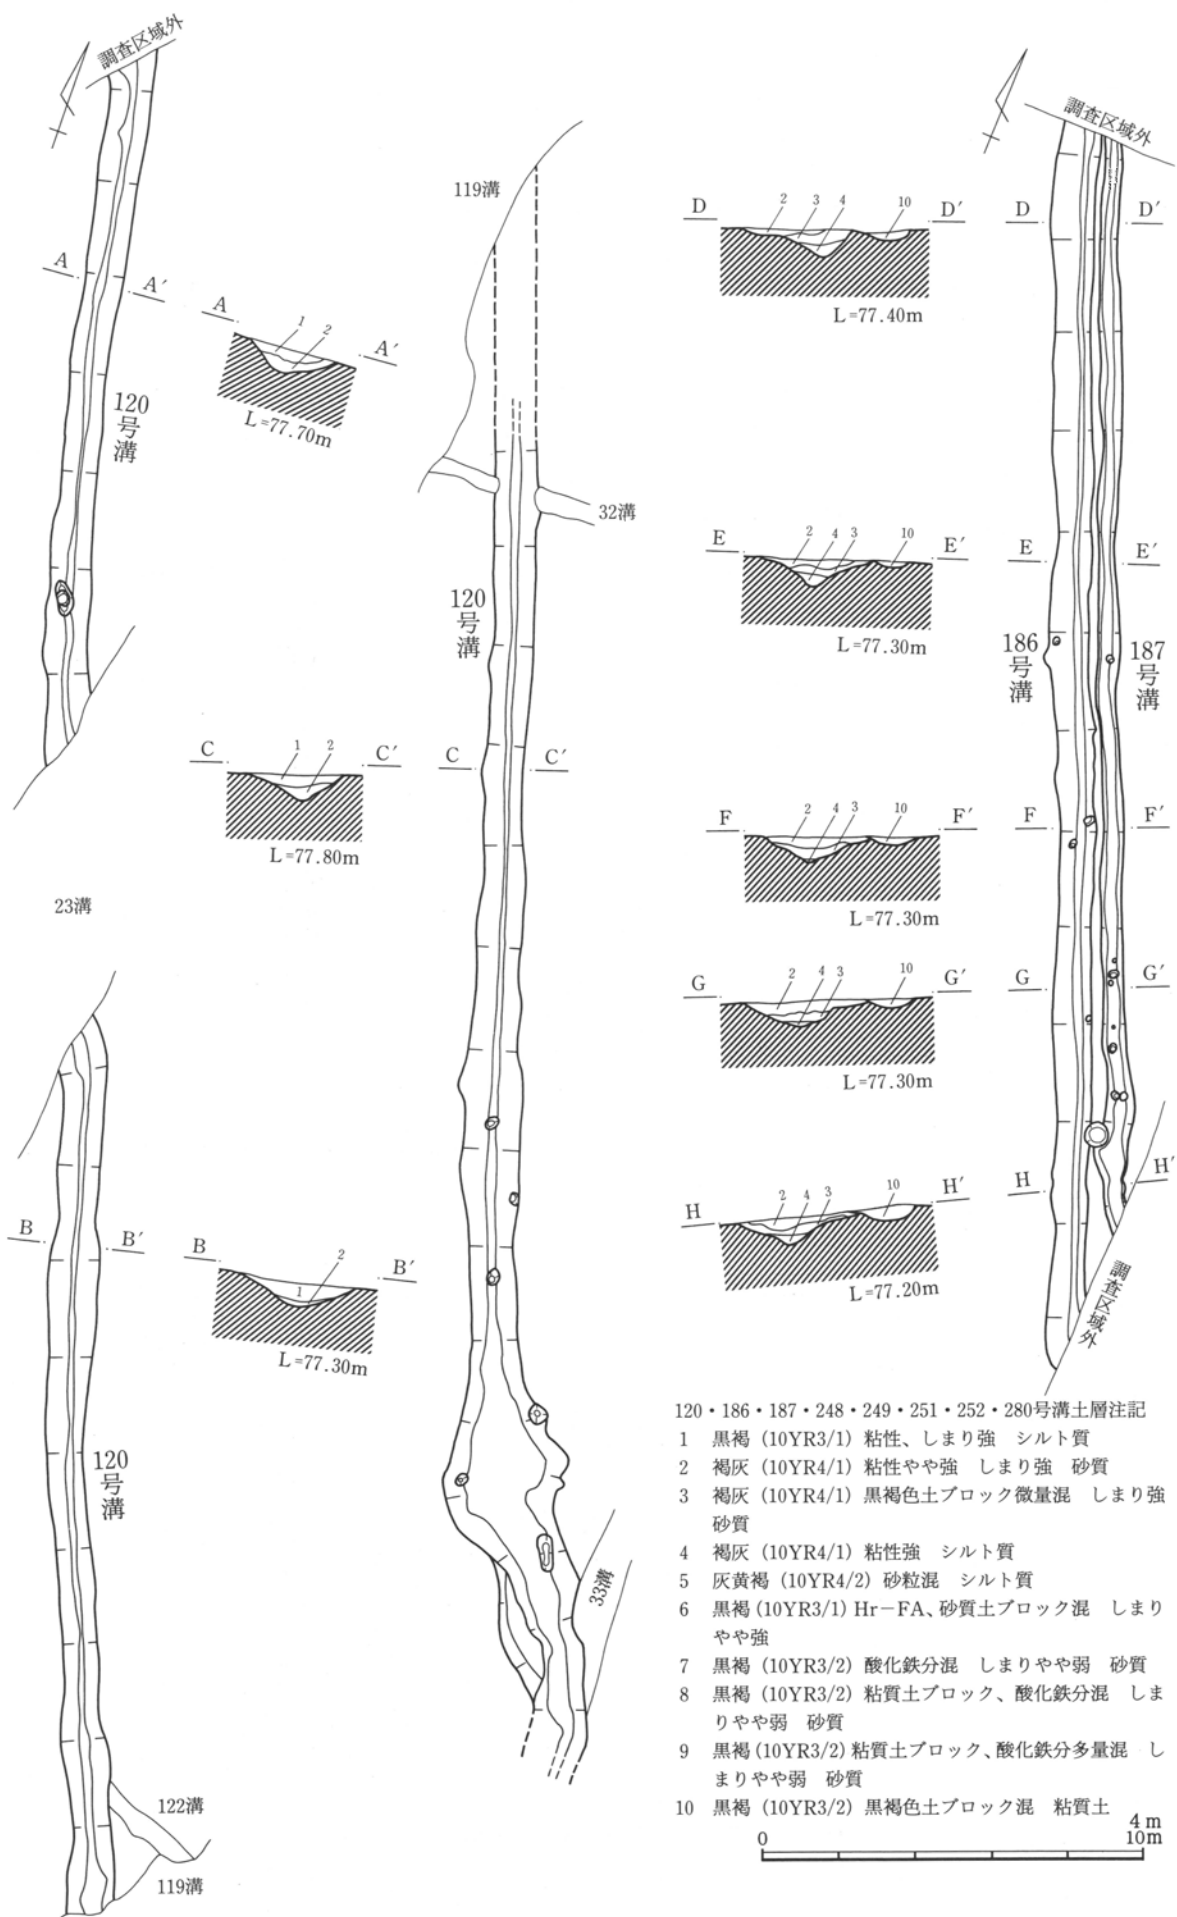 調査区域外
A
A′
120
号
溝
A
1
2
A′
L=77.70m
23溝
B
B′
B
2
1
B′
L=77.30m
120
号
溝
122溝
119溝
119溝
32溝
120
号
溝
C
1
2
C′
L=77.80m
C
C′
33溝
調査区域外
D
2
3
4
10
D′
L=77.40m
D
D′
E
2
4
3
10
E′
L=77.30m
E
E′
186
号
溝
187
号
溝
F
2
4
3
10
F′
L=77.30m
F
F′
G
2
4
3
10
G′
L=77.30m
G
G′
H
2
4
3
10
H′
L=77.20m
H
H′
調査区域外
120・186・187・248・249・251・252・280号溝土層注記
1 黒褐（10YR3/1）粘性、しまり強　シルト質
2 褐灰（10YR4/1）粘性やや強　しまり強　砂質
3 褐灰（10YR4/1）黒褐色土ブロック微量混　しまり強
砂質
4 褐灰（10YR4/1）粘性強　シルト質
5 灰黄褐（10YR4/2）砂粒混　シルト質
6 黒褐（10YR3/1）Hr－FA、砂質土ブロック混　しまり
やや強
7 黒褐（10YR3/2）酸化鉄分混　しまりやや弱　砂質
8 黒褐（10YR3/2）粘質土ブロック、酸化鉄分混　しま
りやや弱　砂質
9 黒褐（10YR3/2）粘質土ブロック、酸化鉄分多量混　し
まりやや弱　砂質
10 黒褐（10YR3/2）黒褐色土ブロック混　粘質土
4 m
0
10m